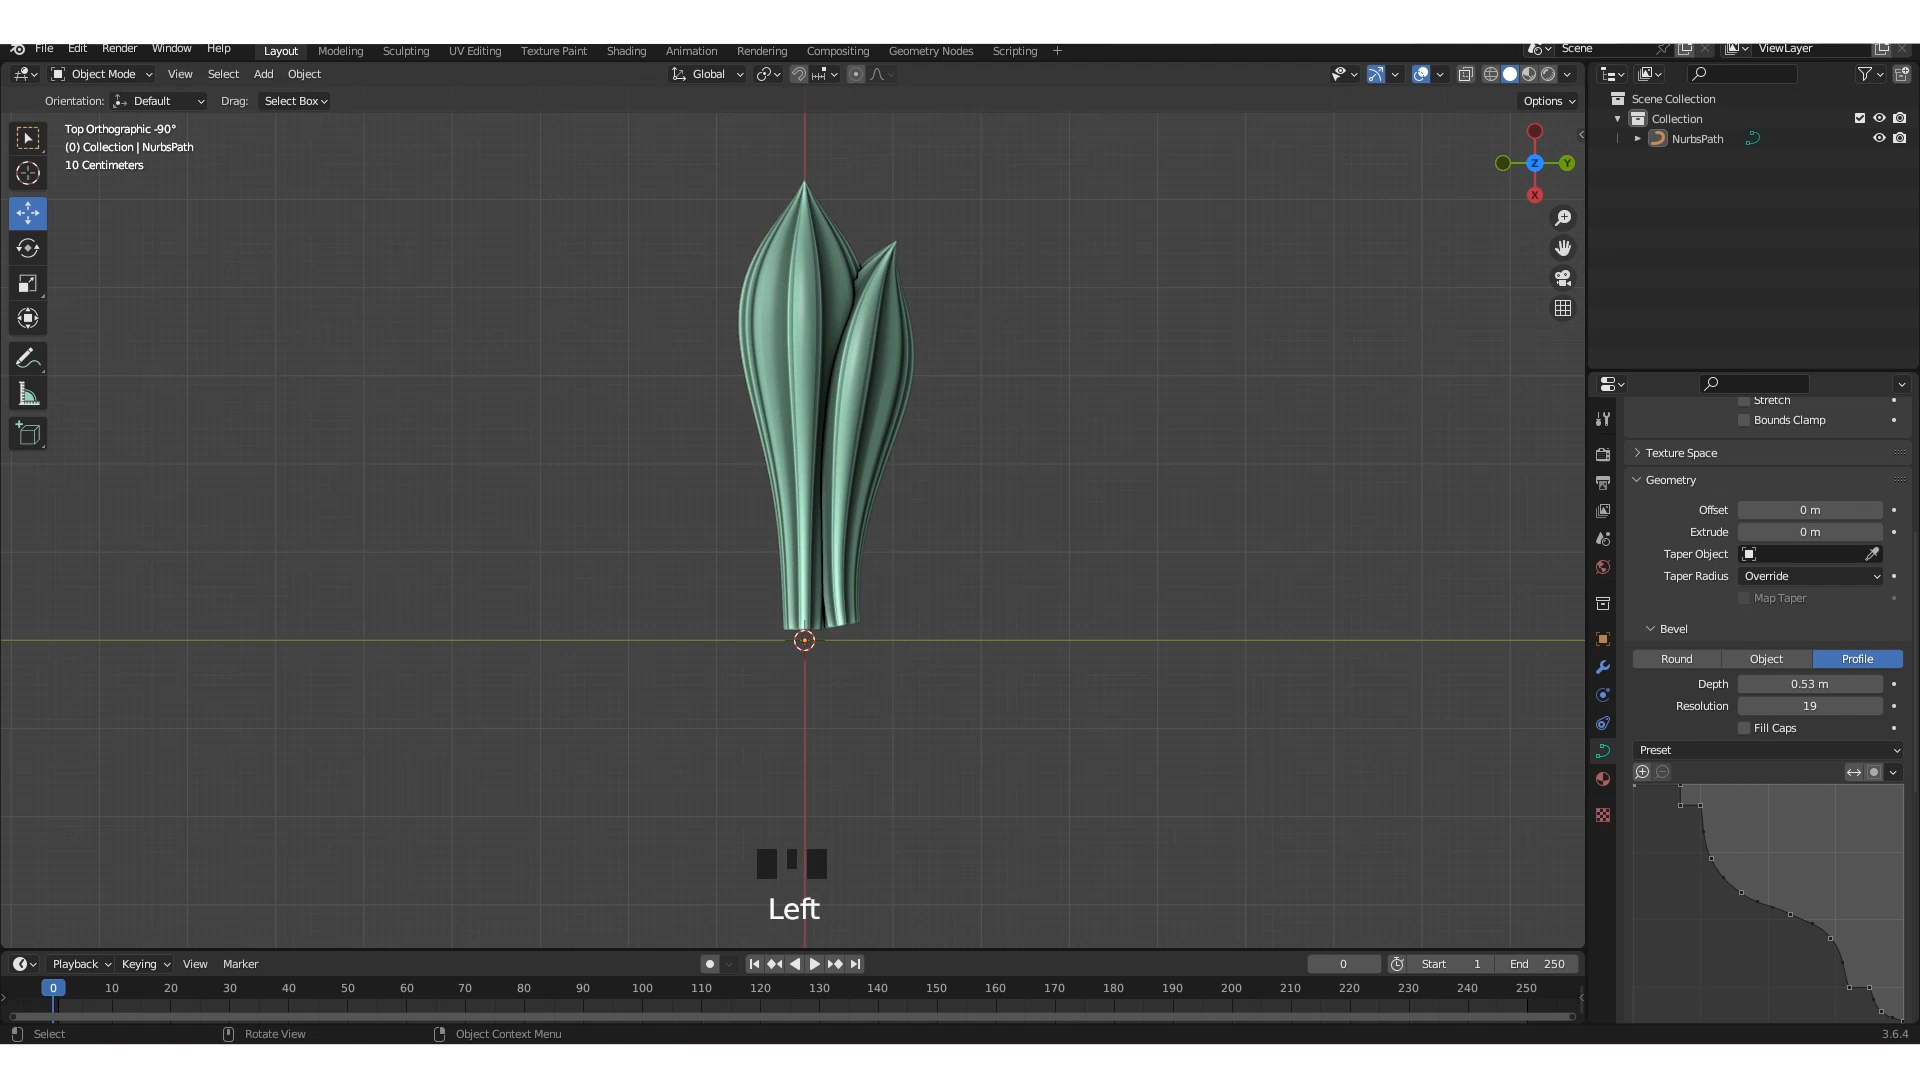 File Edit Render Window Help Layout Modeling Sculpting UV Editing Texture Paint Shading Animation Rendering Compositing Geometry Nodes Scripting + Scene ViewLayer
Object Mode View Select Add Object Global
Orientation: Default Drag: Select Box Options
Top Orthographic -90°
(0) Collection | NurbsPath
10 Centimeters
Z Y
X
Scene Collection
Collection
NurbsPath
Stretch
Bounds Clamp
Texture Space
Geometry
Offset 0 m
Extrude 0 m
Taper Object
Taper Radius Override
Map Taper
Bevel
Round Object Profile
Depth 0.53 m
Resolution 19
Fill Caps
Preset
Left
Playback Keying View Marker 0 Start 1 End 250
0 10 20 30 40 50 60 70 80 90 100 110 120 130 140 150 160 170 180 190 200 210 220 230 240 250
Select Rotate View Object Context Menu 3.6.4